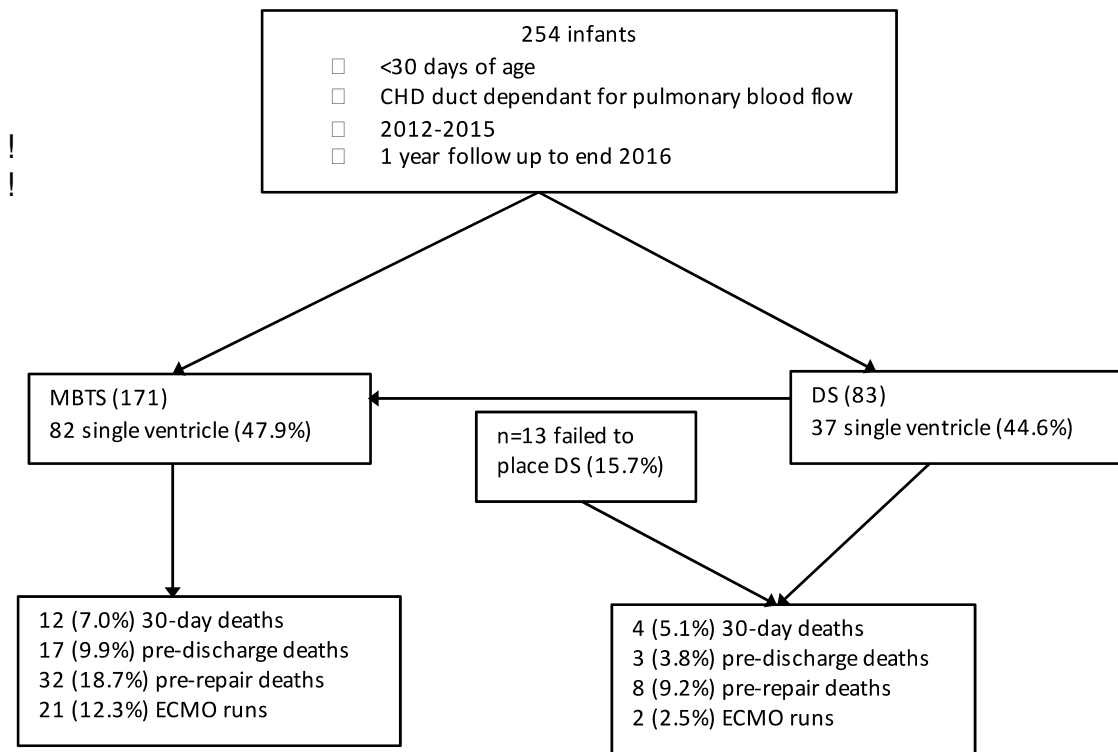 254 infants
<30 days of age
CHD duct dependant for pulmonary blood flow
2012-2015
1 year follow up to end 2016
!
!
MBTS (171)
82 single ventricle (47.9%)
DS (83)
37 single ventricle (44.6%)
n=13 failed to
place DS (15.7%)
12 (7.0%) 30-day deaths
17 (9.9%) pre-discharge deaths
32 (18.7%) pre-repair deaths
21 (12.3%) ECMO runs
4 (5.1%) 30-day deaths
3 (3.8%) pre-discharge deaths
8 (9.2%) pre-repair deaths
2 (2.5%) ECMO runs